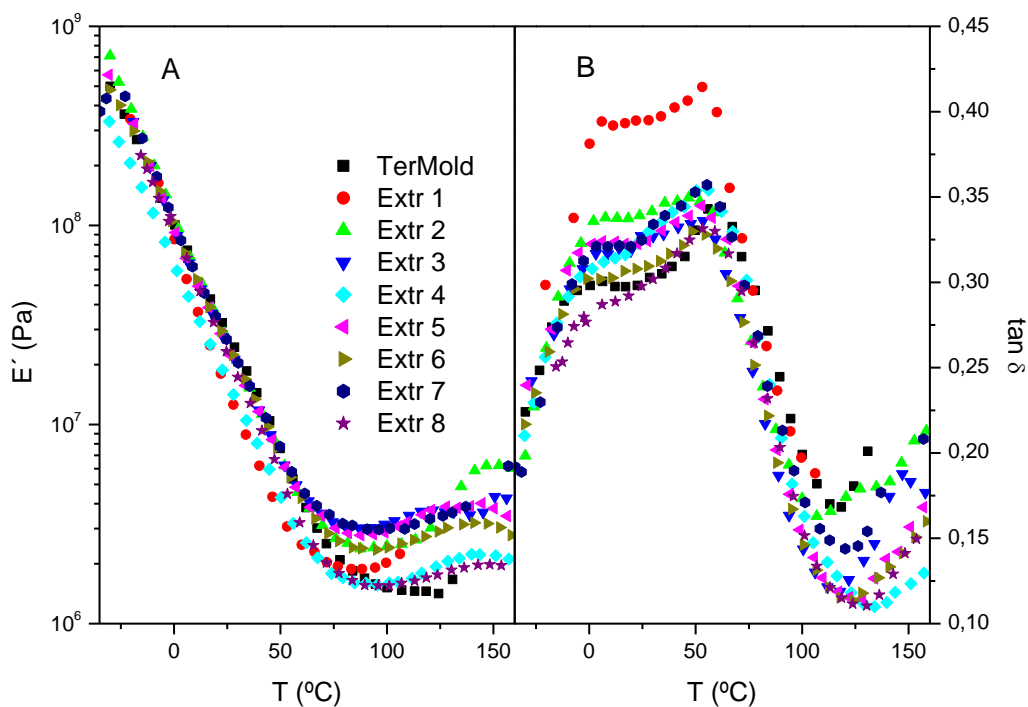 10⁹
10⁸
10⁷
10⁶
E´ (Pa)
A
TerMold
Extr 1
Extr 2
Extr 3
Extr 4
Extr 5
Extr 6
Extr 7
Extr 8
0 50 100 150
T (ºC)
B
0 50 100 150
T (ºC)
0,45
0,40
0,35
0,30
0,25
0,20
0,15
0,10
tan δ